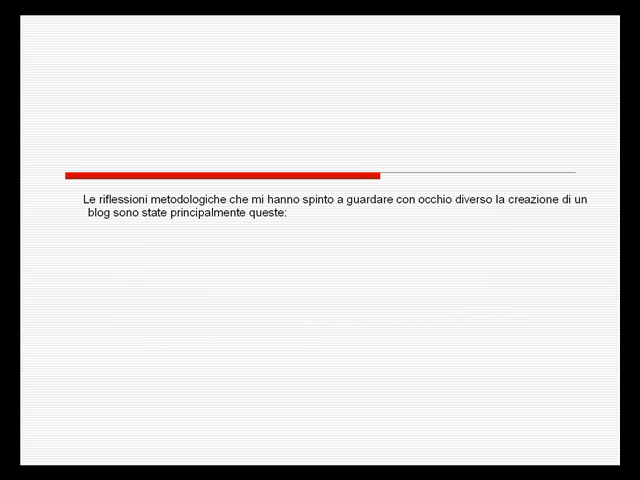 Le riflessioni metodologiche che mi hanno spinto a guardare con occhio diverso la creazione di un
blog sono state principalmente queste: